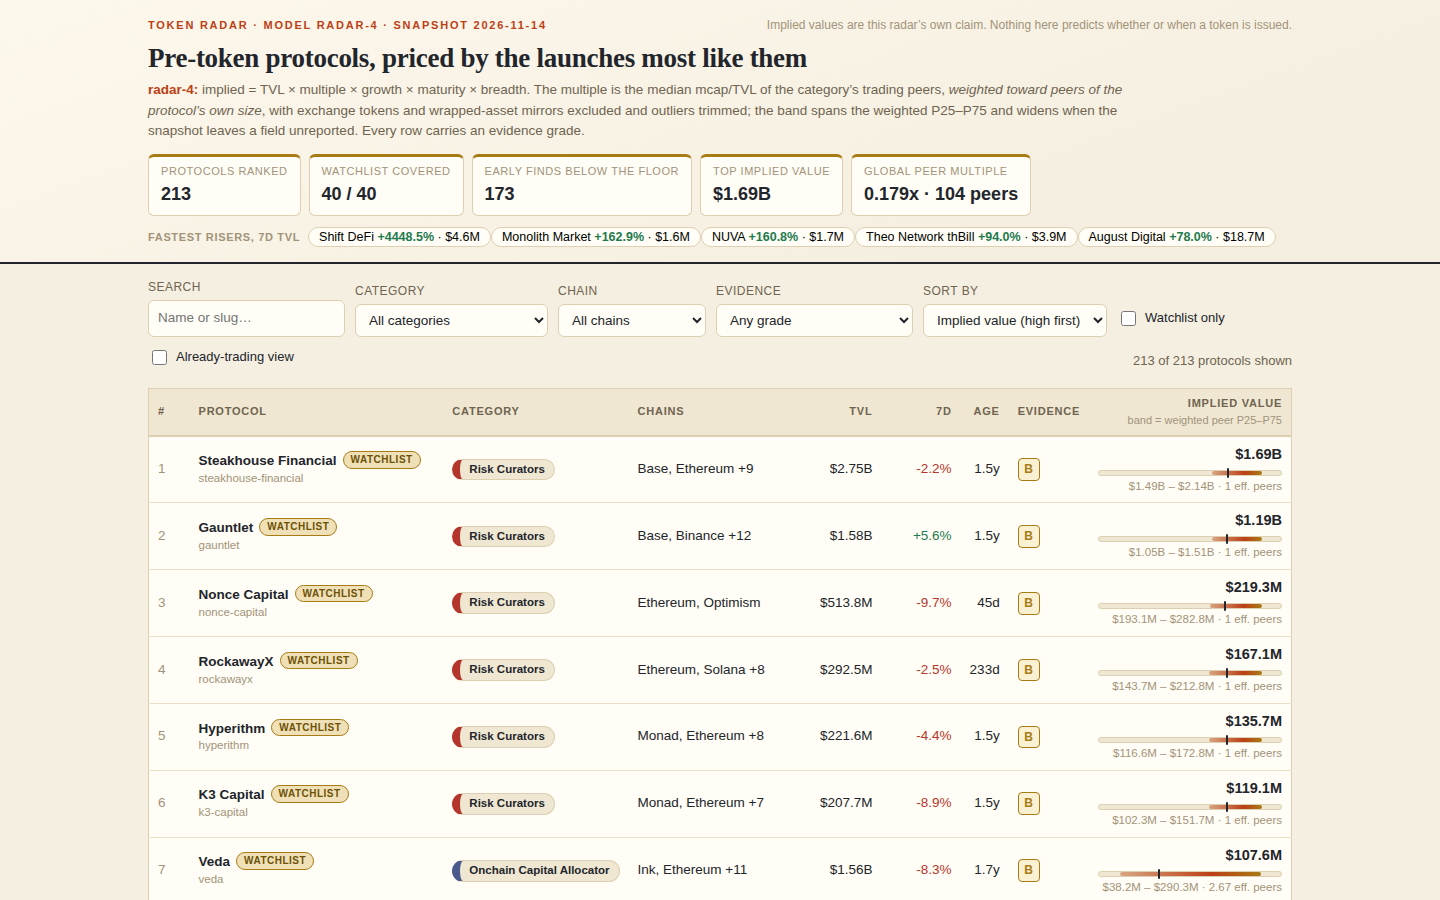 TOKEN RADAR · MODEL RADAR-4 · SNAPSHOT 2026-11-14
Implied values are this radar's own claim. Nothing here predicts whether or when a token is issued.
Pre-token protocols, priced by the launches most like them
radar-4: implied = TVL × multiple × growth × maturity × breadth. The multiple is the median mcap/TVL of the category's trading peers, weighted toward peers of the
protocol's own size, with exchange tokens and wrapped-asset mirrors excluded and outliers trimmed; the band spans the weighted P25–P75 and widens when the
snapshot leaves a field unreported. Every row carries an evidence grade.
PROTOCOLS RANKED
213
WATCHLIST COVERED
40 / 40
EARLY FINDS BELOW THE FLOOR
173
TOP IMPLIED VALUE
$1.69B
GLOBAL PEER MULTIPLE
0.179x · 104 peers
FASTEST RISERS, 7D TVL
Shift DeFi +4448.5% · $4.6M
Monolith Market +162.9% · $1.6M
NUVA +160.8% · $1.7M
Theo Network thBill +94.0% · $3.9M
August Digital +78.0% · $18.7M
SEARCH
Name or slug…
CATEGORY
All categories
CHAIN
All chains
EVIDENCE
Any grade
SORT BY
Implied value (high first)
Watchlist only
Already-trading view
213 of 213 protocols shown
# PROTOCOL CATEGORY CHAINS TVL 7D AGE EVIDENCE IMPLIED VALUE
band = weighted peer P25–P75
1 Steakhouse Financial WATCHLIST Risk Curators Base, Ethereum +9 $2.75B -2.2% 1.5y B $1.69B
steakhouse-financial $1.49B – $2.14B · 1 eff. peers
2 Gauntlet WATCHLIST Risk Curators Base, Binance +12 $1.58B +5.6% 1.5y B $1.19B
gauntlet $1.05B – $1.51B · 1 eff. peers
3 Nonce Capital WATCHLIST Risk Curators Ethereum, Optimism $513.8M -9.7% 45d B $219.3M
nonce-capital $193.1M – $282.8M · 1 eff. peers
4 RockawayX WATCHLIST Risk Curators Ethereum, Solana +8 $292.5M -2.5% 233d B $167.1M
rockawayx $143.7M – $212.8M · 1 eff. peers
5 Hyperithm WATCHLIST Risk Curators Monad, Ethereum +8 $221.6M -4.4% 1.5y B $135.7M
hyperithm $116.6M – $172.8M · 1 eff. peers
6 K3 Capital WATCHLIST Risk Curators Monad, Ethereum +7 $207.7M -8.9% 1.5y B $119.1M
k3-capital $102.3M – $151.7M · 1 eff. peers
7 Veda WATCHLIST Onchain Capital Allocator Ink, Ethereum +11 $1.56B -8.3% 1.7y B $107.6M
veda $38.2M – $290.3M · 2.67 eff. peers